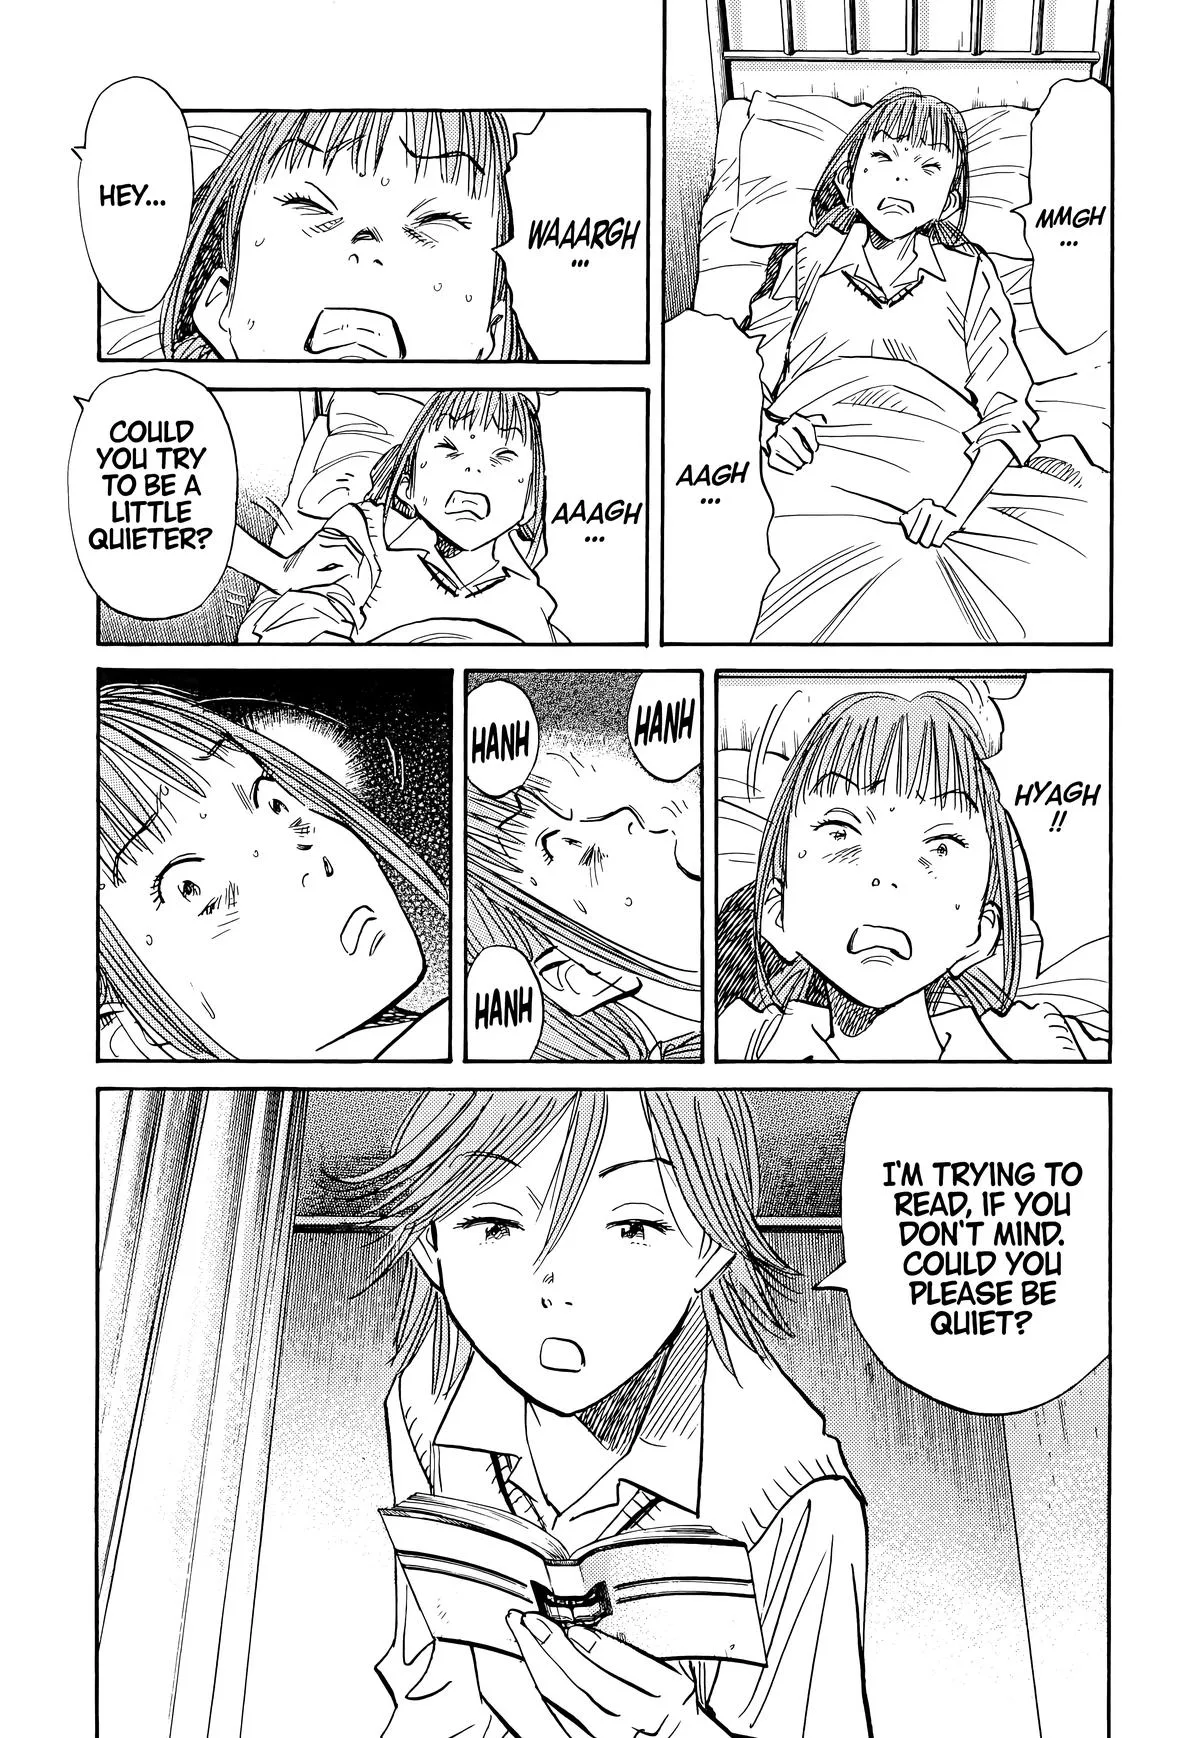 MMGH
...
AAGH
...
WAAARGH
...
HEY...
AAAGH
...
COULD
YOU TRY
TO BE A
LITTLE
QUIETER?
HYAGH
!!
HANH
HANH
HANH
I'M TRYING TO
READ, IF YOU
DON'T MIND.
COULD YOU
PLEASE BE
QUIET?